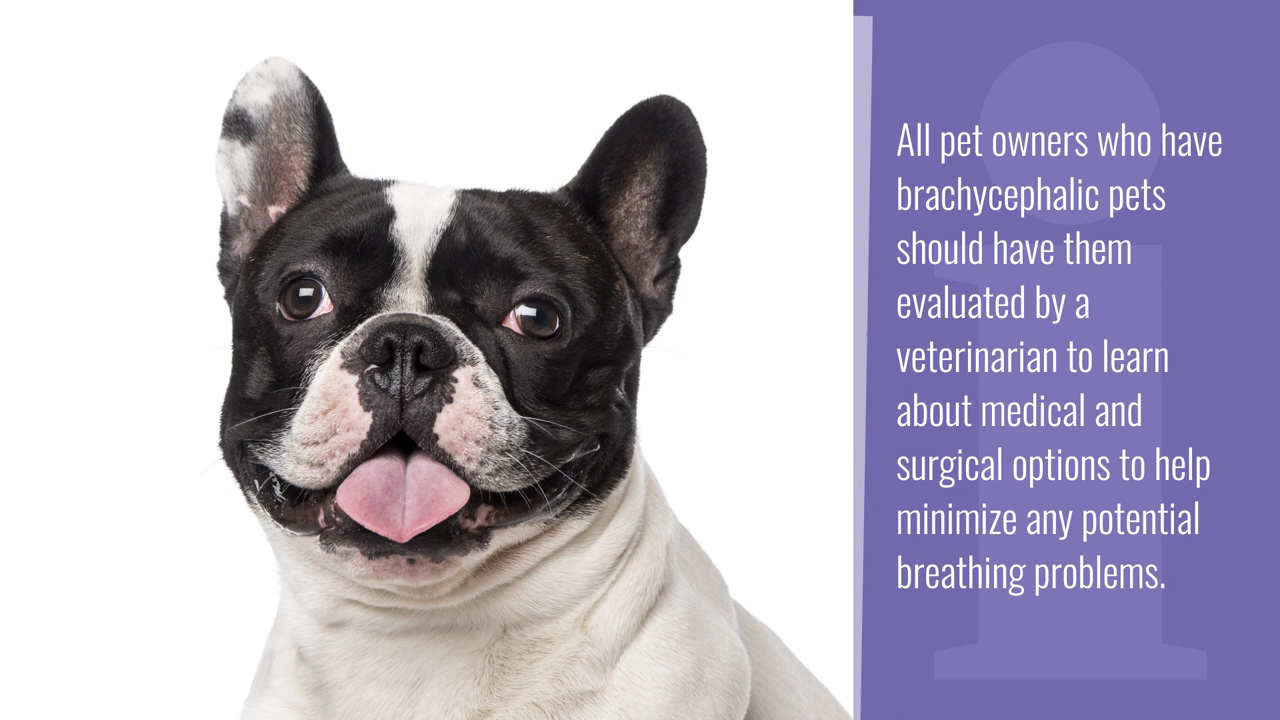 All pet owners who have
brachycephalic pets
should have them
evaluated by a
veterinarian to learn
about medical and
surgical options to help
minimize any potential
breathing problems.